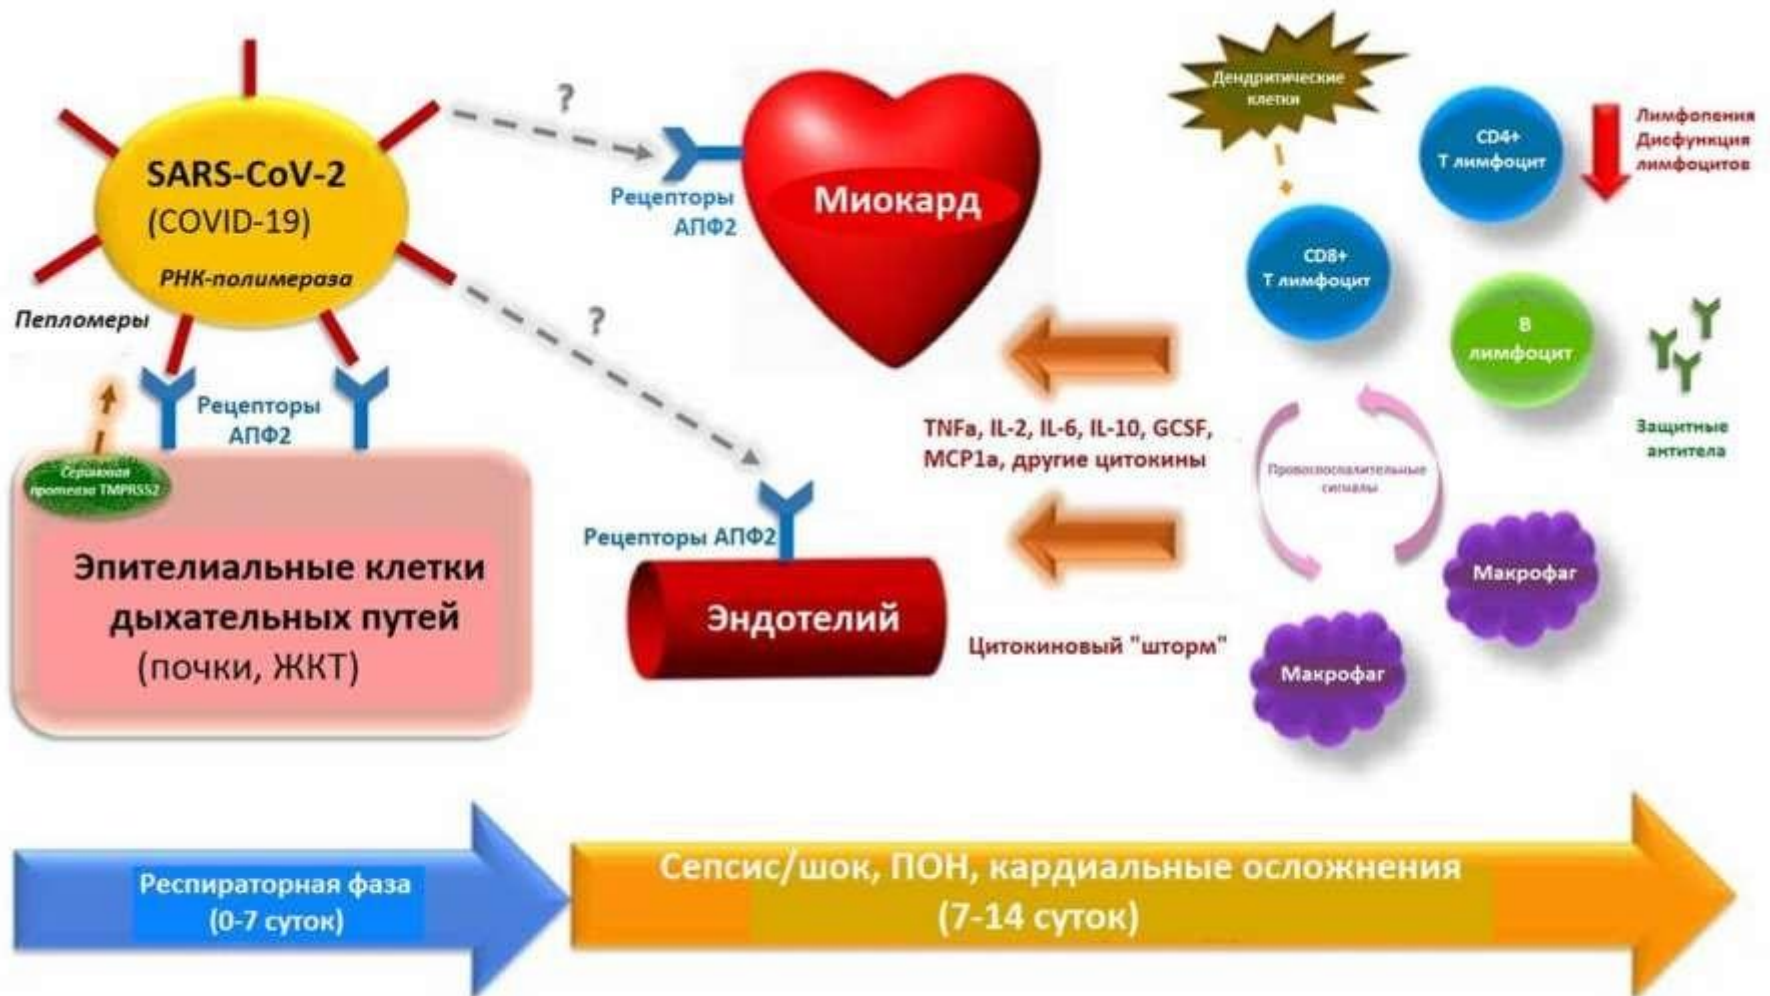 SARS-CoV-2
(COVID-19)
РНК-полимераза
Пепломеры
Рецепторы
АПФ2
Сериновая
протеаза TMPRSS2
Эпителиальные клетки
дыхательных путей
(почки, ЖКТ)
?
?
Рецепторы
АПФ2
Миокард
Рецепторы АПФ2
Эндотелий
TNFa, IL-2, IL-6, IL-10, GCSF,
MCP1a, другие цитокины
Цитокиновый "шторм"
Дендритические
клетки
CD4+
Т лимфоцит
Лимфопения
Дисфункция
лимфоцитов
CD8+
Т лимфоцит
В
лимфоцит
Защитные
антитела
Провоспалительные
сигналы
Макрофаг
Макрофаг
Респираторная фаза
(0-7 суток)
Сепсис/шок, ПОН, кардиальные осложнения
(7-14 суток)